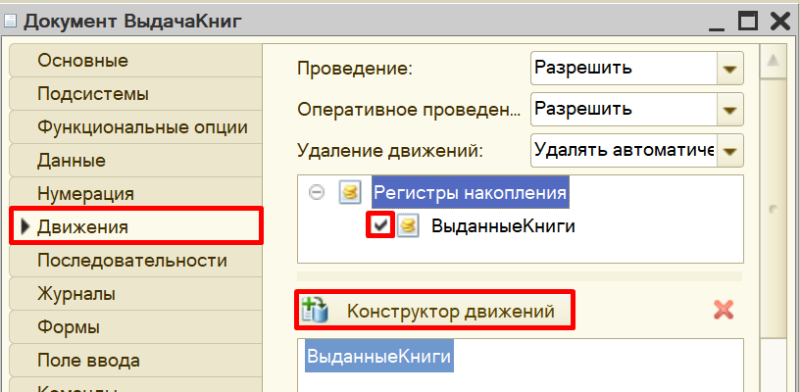 Документ ВыдачаКниг
Основные
Подсистемы
Функциональные опции
Данные
Нумерация
Движения
Последовательности
Журналы
Формы
Поле ввода
Команды
Проведение: Разрешить
Оперативное проведен... Разрешить
Удаление движений: Удалять автоматиче
Регистры накопления
ВыданныеКниги
Конструктор движений
ВыданныеКниги